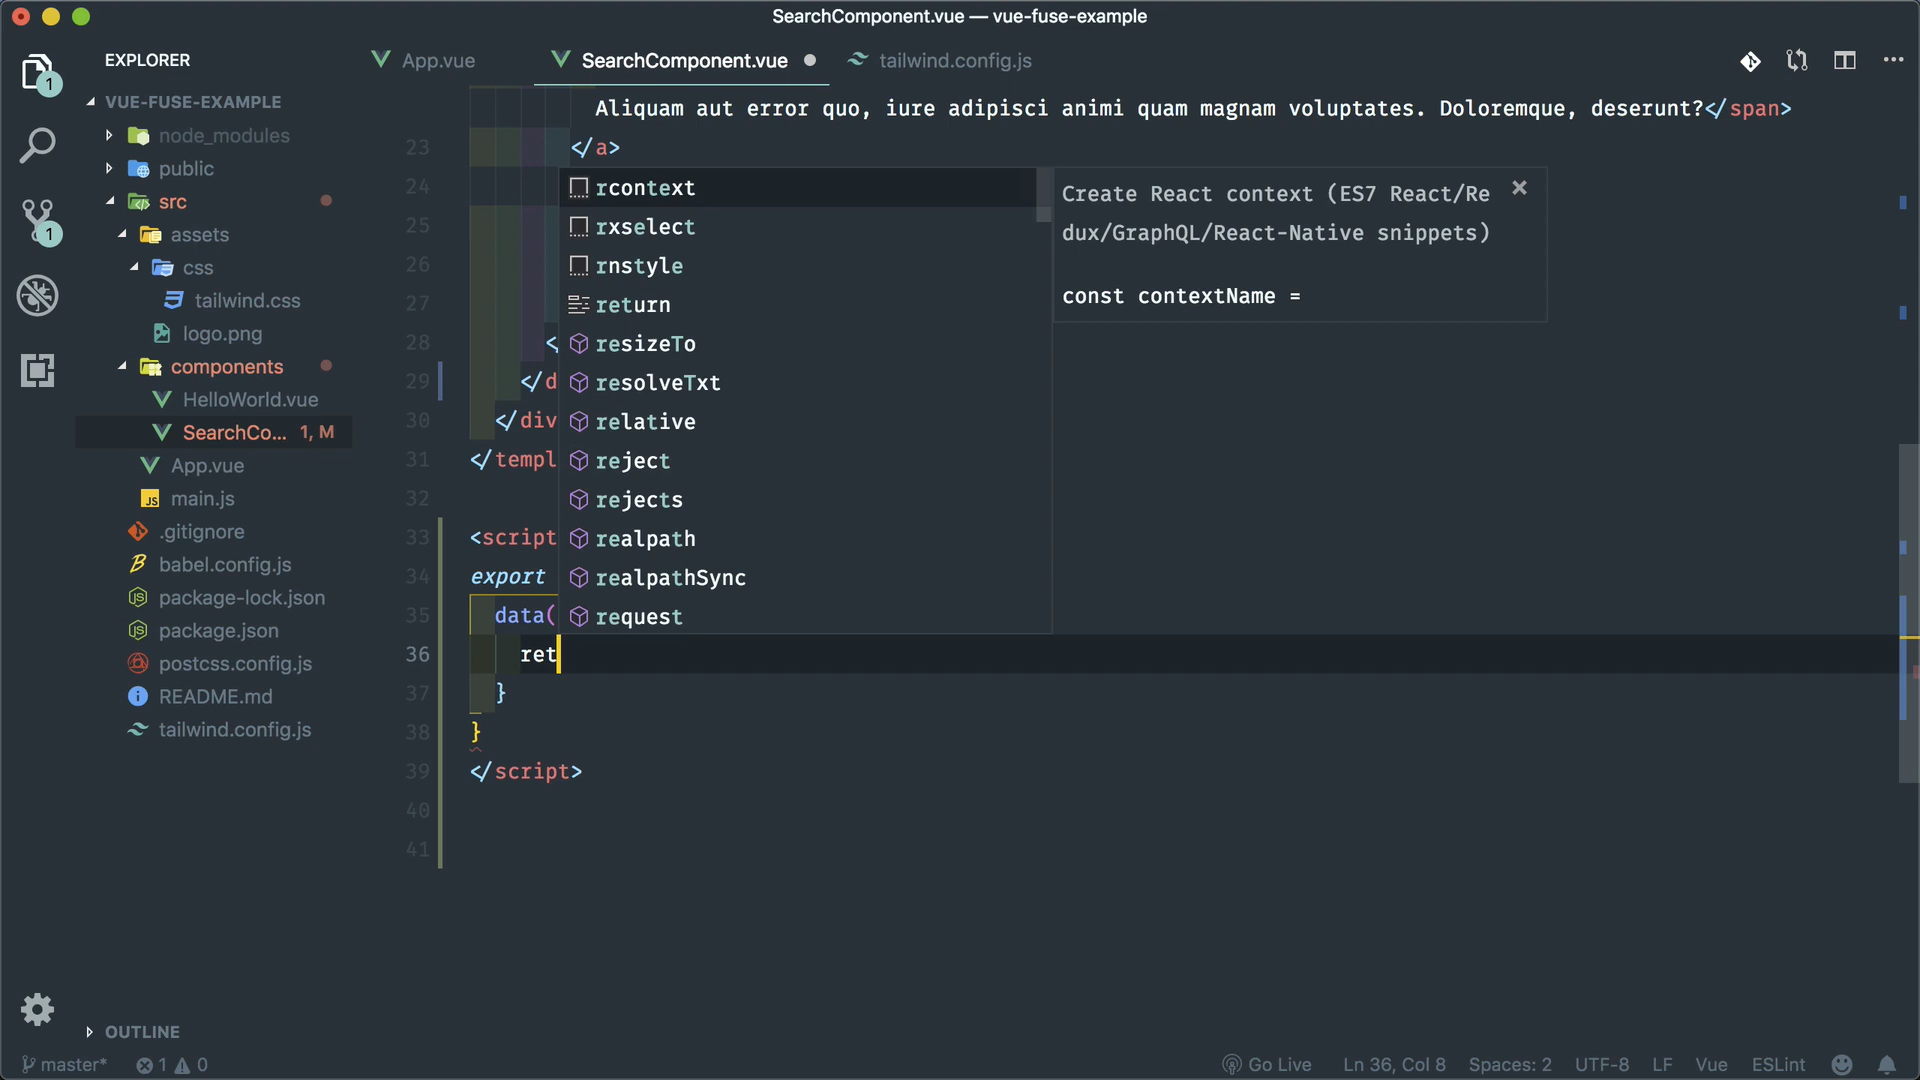 SearchComponent.vue — vue-fuse-example
EXPLORER
App.vue
SearchComponent.vue
tailwind.config.js
1
VUE-FUSE-EXAMPLE
node_modules
public
src
assets
css
tailwind.css
logo.png
components
HelloWorld.vue
SearchCo... 1, M
App.vue
main.js
.gitignore
babel.config.js
package-lock.json
package.json
postcss.config.js
README.md
tailwind.config.js
1
OUTLINE
Aliquam aut error quo, iure adipisci animi quam magnam voluptates. Doloremque, deserunt?</span>
23 </a>
24
25
26
27
28 <
29 </d
30 </div
31 </templ
32
33 <script
34 export
35 data(
36 ret
37 }
38 }
39 </script>
40
41
rcontext
rxselect
rnstyle
return
resizeTo
resolveTxt
relative
reject
rejects
realpath
realpathSync
request
Create React context (ES7 React/Re
dux/GraphQL/React-Native snippets)
const contextName =
master* 1 0 Go Live Ln 36, Col 8 Spaces: 2 UTF-8 LF Vue ESLint